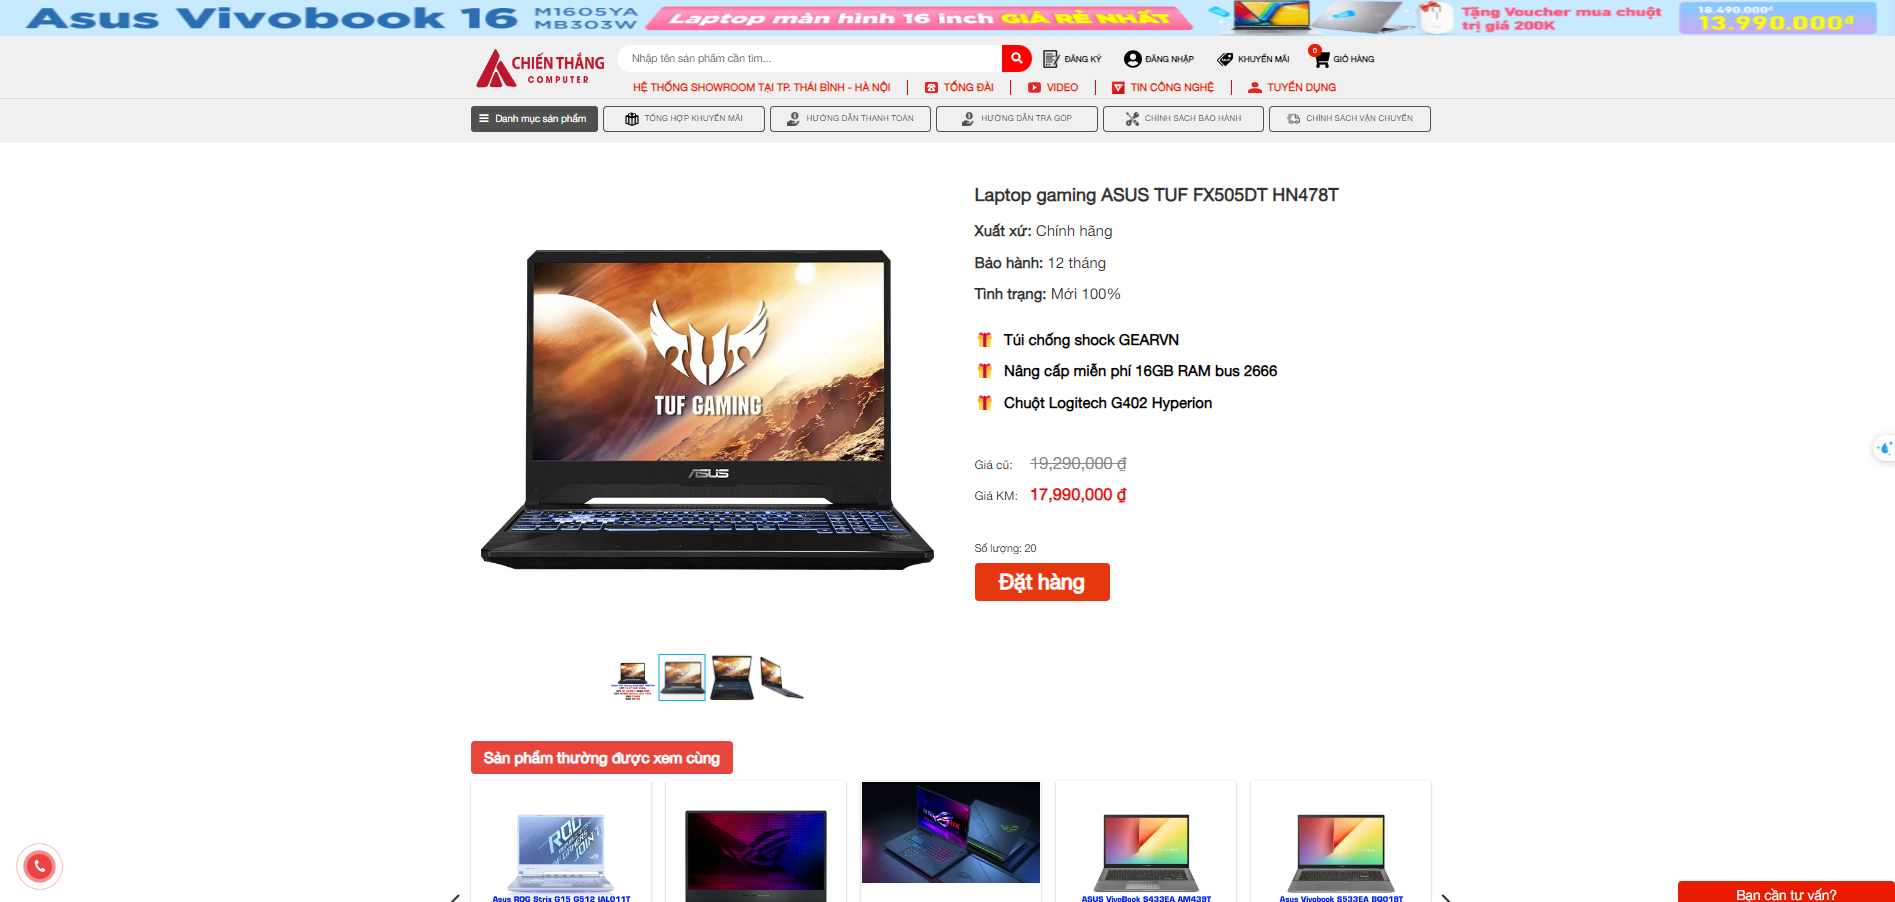 Asus Vivobook 16
M1605YA
MB303W
Laptop màn hình 16 inch GIÁ RẺ NHẤT
Tặng Voucher mua chuột
trị giá 200K
18.490.000đ
13.990.000đ
CHIẾN THẮNG
COMPUTER
Nhập tên sản phẩm cần tìm...
ĐĂNG KÝ
ĐĂNG NHẬP
KHUYẾN MÃI
0
GIỎ HÀNG
HỆ THỐNG SHOWROOM TẠI TP. THÁI BÌNH - HÀ NỘI
TỔNG ĐÀI
VIDEO
TIN CÔNG NGHỆ
TUYỂN DỤNG
Danh mục sản phẩm
TỔNG HỢP KHUYẾN MÃI
HƯỚNG DẪN THANH TOÁN
HƯỚNG DẪN TRẢ GÓP
CHÍNH SÁCH BẢO HÀNH
CHÍNH SÁCH VẬN CHUYỂN
Laptop gaming ASUS TUF FX505DT HN478T
Xuất xứ: Chính hãng
Bảo hành: 12 tháng
Tình trạng: Mới 100%
Túi chống shock GEARVN
Nâng cấp miễn phí 16GB RAM bus 2666
Chuột Logitech G402 Hyperion
Giá cũ: 19,290,000 ₫
Giá KM: 17,990,000 ₫
Số lượng: 20
Đặt hàng
TUF GAMING
ASUS
Sản phẩm thường được xem cùng
Asus ROG Strix G15 G512 IAL011T
ASUS VivoBook S433EA AM439T
Asus Vivobook S533EA BQ018T
Bạn cần tư vấn?